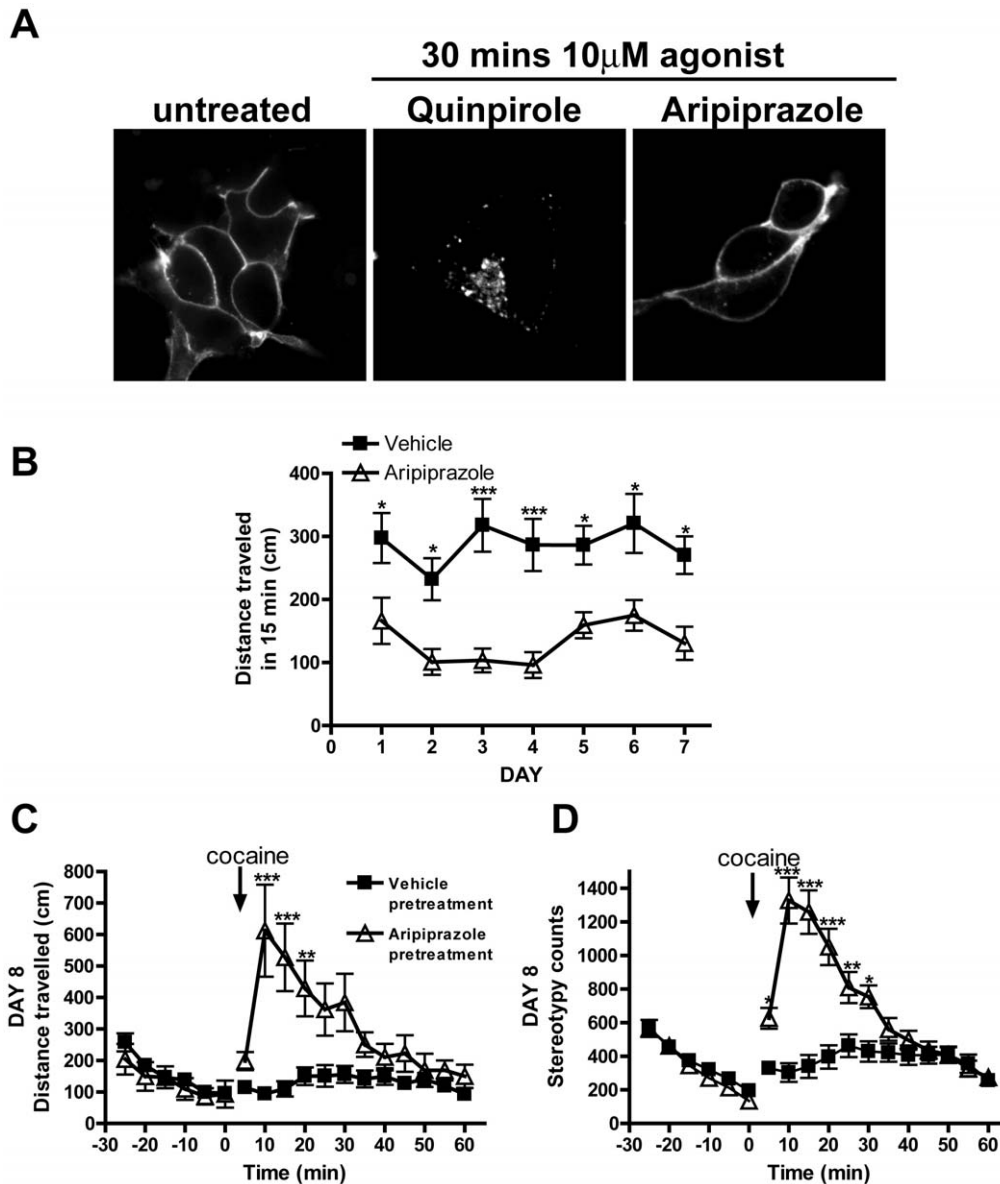 A
30 mins 10μM agonist
untreated
Quinpirole
Aripiprazole
B
Vehicle
Aripiprazole
400
300
200
100
0
Distance traveled
in 15 min (cm)
*
*
***
***
*
*
*
0 1 2 3 4 5 6 7
DAY
C
cocaine
DAY 8
Distance travelled (cm)
800
700
600
500
400
300
200
100
0
***
***
**
Vehicle
pretreatment
Aripiprazole
pretreatment
-30 -20 -10 0 10 20 30 40 50 60
Time (min)
D
cocaine
DAY 8
Stereotypy counts
1400
1200
1000
800
600
400
200
0
*
***
***
***
**
*
-30 -20 -10 0 10 20 30 40 50 60
Time (min)